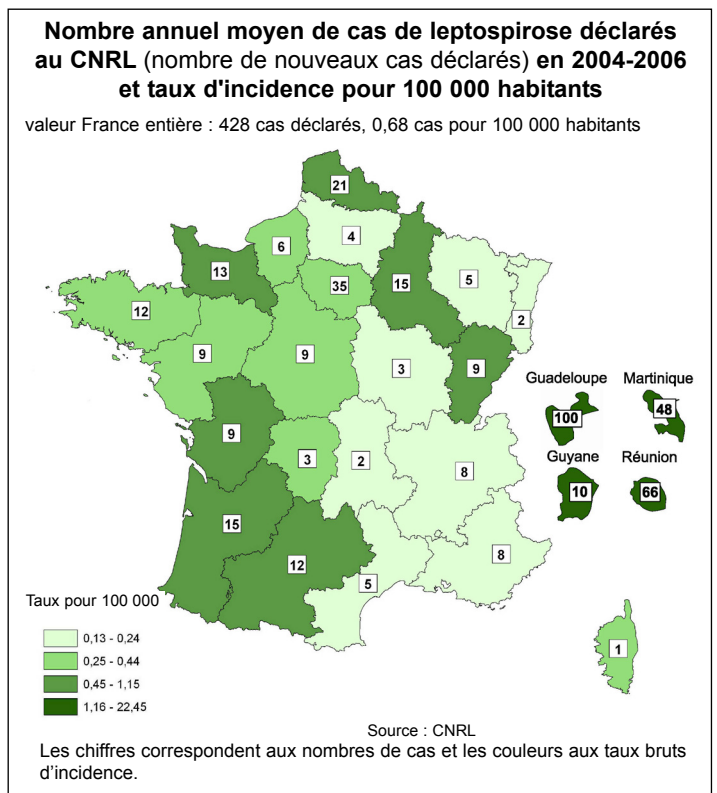 Nombre annuel moyen de cas de leptospirose déclarés
au CNRL (nombre de nouveaux cas déclarés) en 2004-2006
et taux d'incidence pour 100 000 habitants
valeur France entière : 428 cas déclarés, 0,68 cas pour 100 000 habitants
21
4
6
13
35
15
5
2
12
9
9
3
9
Guadeloupe
Martinique
100
48
Guyane
Réunion
10
66
9
3
2
8
15
12
5
8
1
Taux pour 100 000
0,13 - 0,24
0,25 - 0,44
0,45 - 1,15
1,16 - 22,45
Source : CNRL
Les chiffres correspondent aux nombres de cas et les couleurs aux taux bruts
d’incidence.